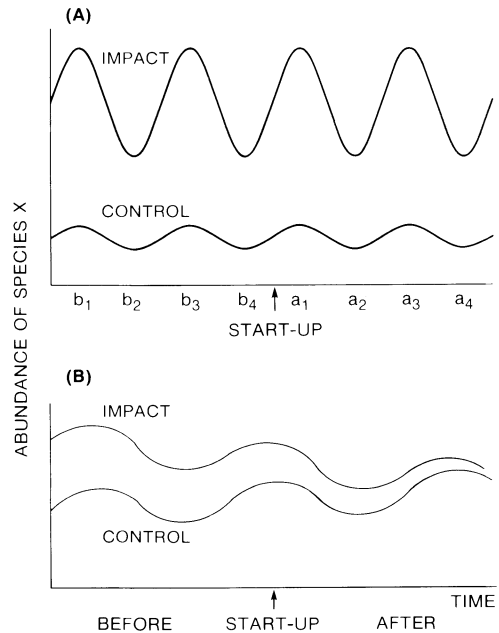 (A)
IMPACT
CONTROL
b₁ b₂ b₃ b₄ a₁ a₂ a₃ a₄
START-UP
ABUNDANCE OF SPECIES X
(B)
IMPACT
CONTROL
TIME
BEFORE START-UP AFTER